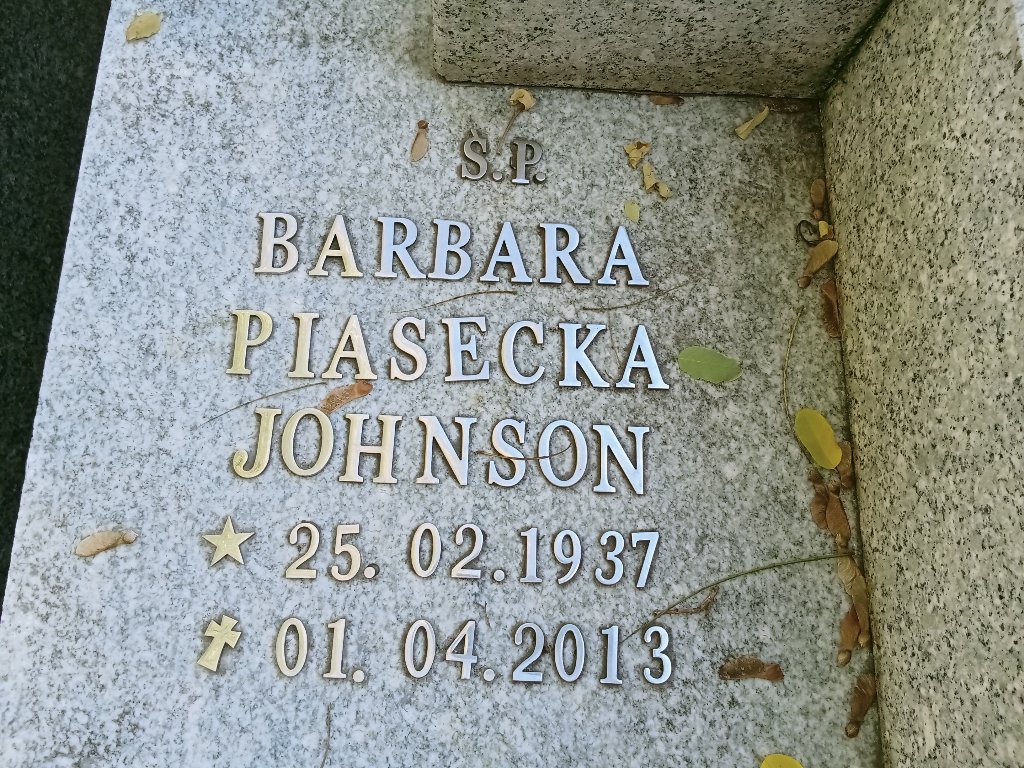 S.P.
BARBARA
PIASECKA
JOHNSON
25. 02.1937
01. 04.2013